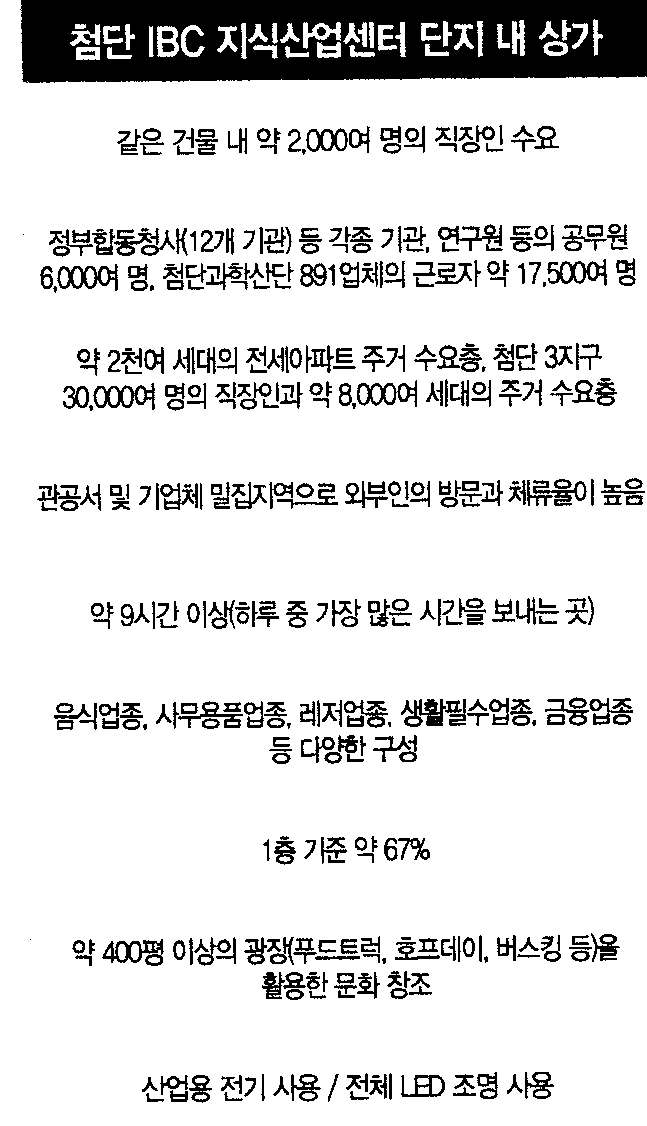 첨단 IBC 지식산업센터 단지 내 상가
같은 건물 내 약 2,000여 명의 직장인 수요
정부합동청사(12개 기관) 등 각종 기관, 연구원 등의 공무원
6,000여 명, 첨단과학산단 891업체의 근로자 약 17,500여 명
약 2천여 세대의 전세아파트 주거 수요층, 첨단 3지구
30,000여 명의 직장인과 약 8,000여 세대의 주거 수요층
관공서 및 기업체 밀집지역으로 외부인의 방문과 체류율이 높음
약 9시간 이상(하루 중 가장 많은 시간을 보내는 곳)
음식업종, 사무용품업종, 레저업종, 생활필수업종, 금융업종
등 다양한 구성
1층 기준 약 67%
약 400평 이상의 광장(푸드트럭, 호프데이, 버스킹 등)을
활용한 문화 창조
산업용 전기 사용 / 전체 LED 조명 사용